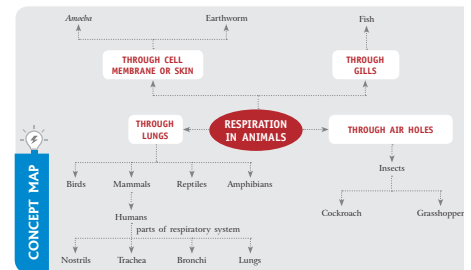 Amoeba
Earthworm
Fish
THROUGH CELL
MEMBRANE OR SKIN
THROUGH
GILLS
THROUGH
LUNGS
RESPIRATION
IN ANIMALS
THROUGH AIR HOLES
Insects
Birds
Mammals
Reptiles
Amphibians
Humans
Cockroach
Grasshopper
parts of respiratory system
Nostrils
Trachea
Bronchi
Lungs
CONCEPT MAP